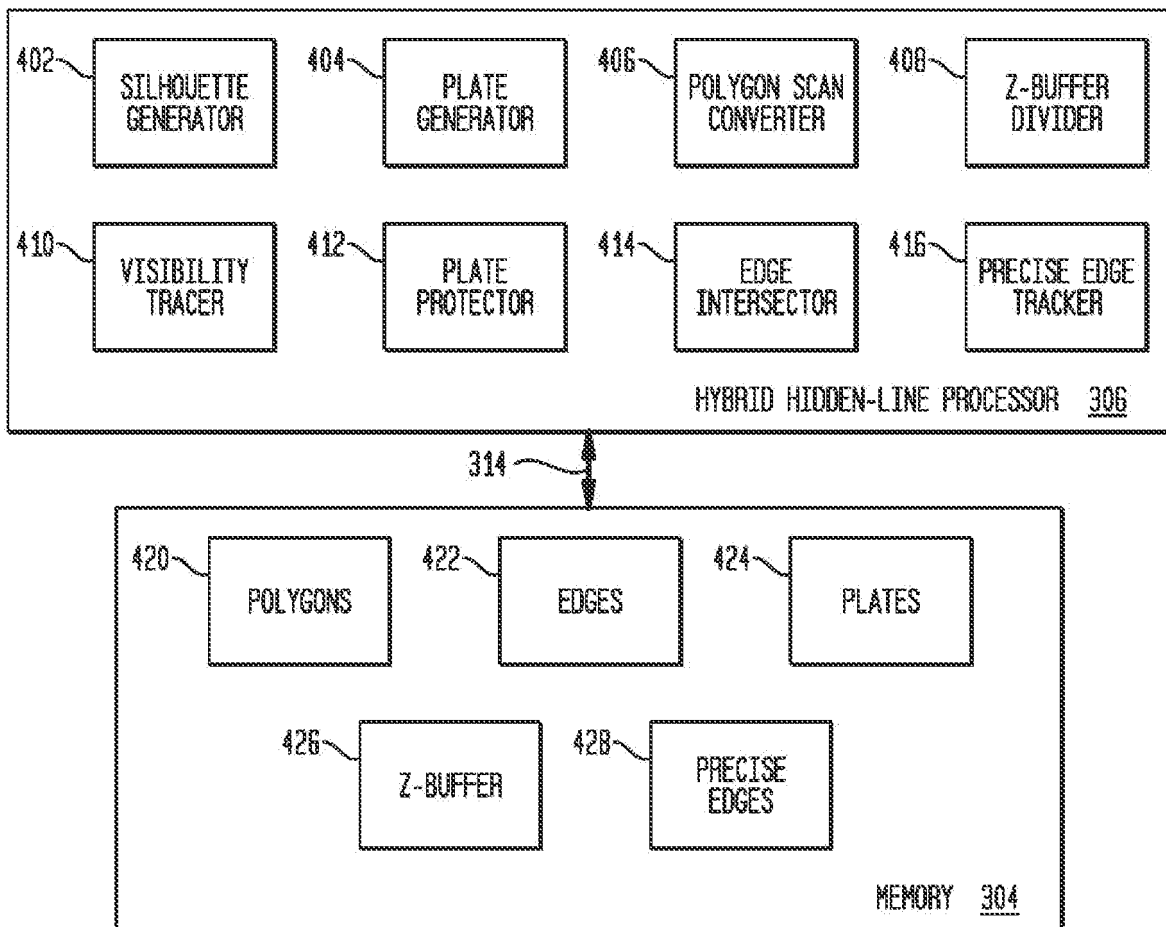 402 404 406 408
SILHOUETTE GENERATOR
PLATE GENERATOR
POLYGON SCAN CONVERTER
Z-BUFFER DIVIDER
410 412 414 416
VISIBILITY TRACER
PLATE PROTECTOR
EDGE INTERSECTOR
PRECISE EDGE TRACKER
HYBRID HIDDEN-LINE PROCESSOR 306
314
420 422 424
POLYGONS
EDGES
PLATES
426 428
Z-BUFFER
PRECISE EDGES
MEMORY 304